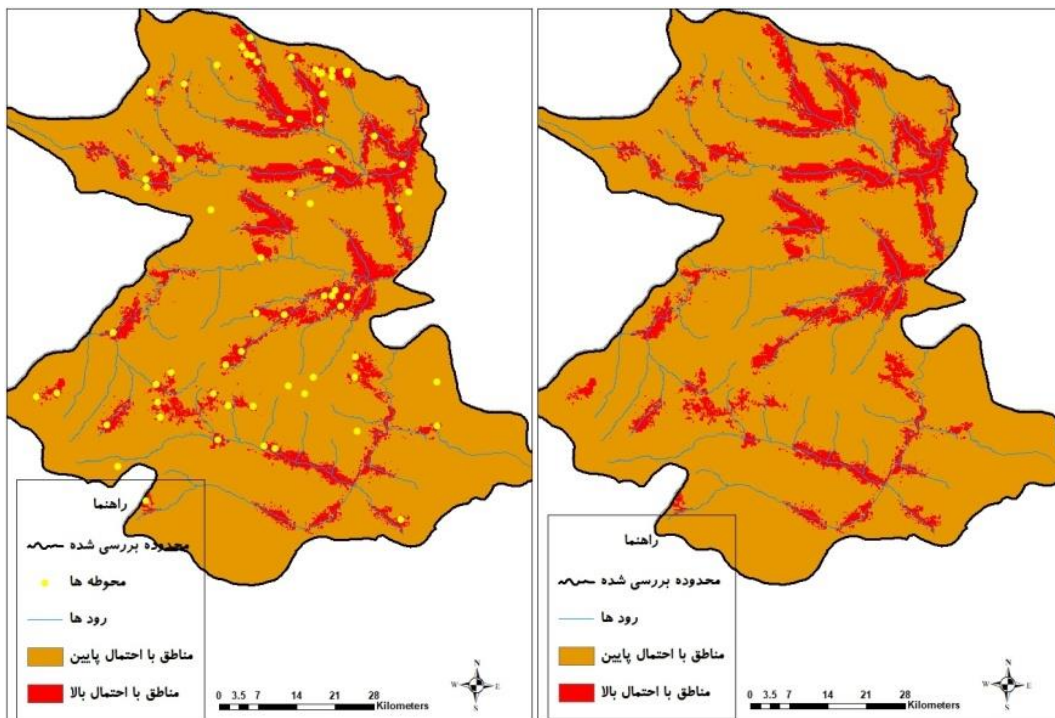 راهنما
محدوده بررسی شده
محوطه ها
رود ها
مناطق با احتمال پایین
مناطق با احتمال بالا
N
W E
S
0 3.5 7 14 21 28
Kilometers
راهنما
محدوده بررسی شده
رود ها
مناطق با احتمال پایین
مناطق با احتمال بالا
N
W E
S
0 3.5 7 14 21 28
Kilometers